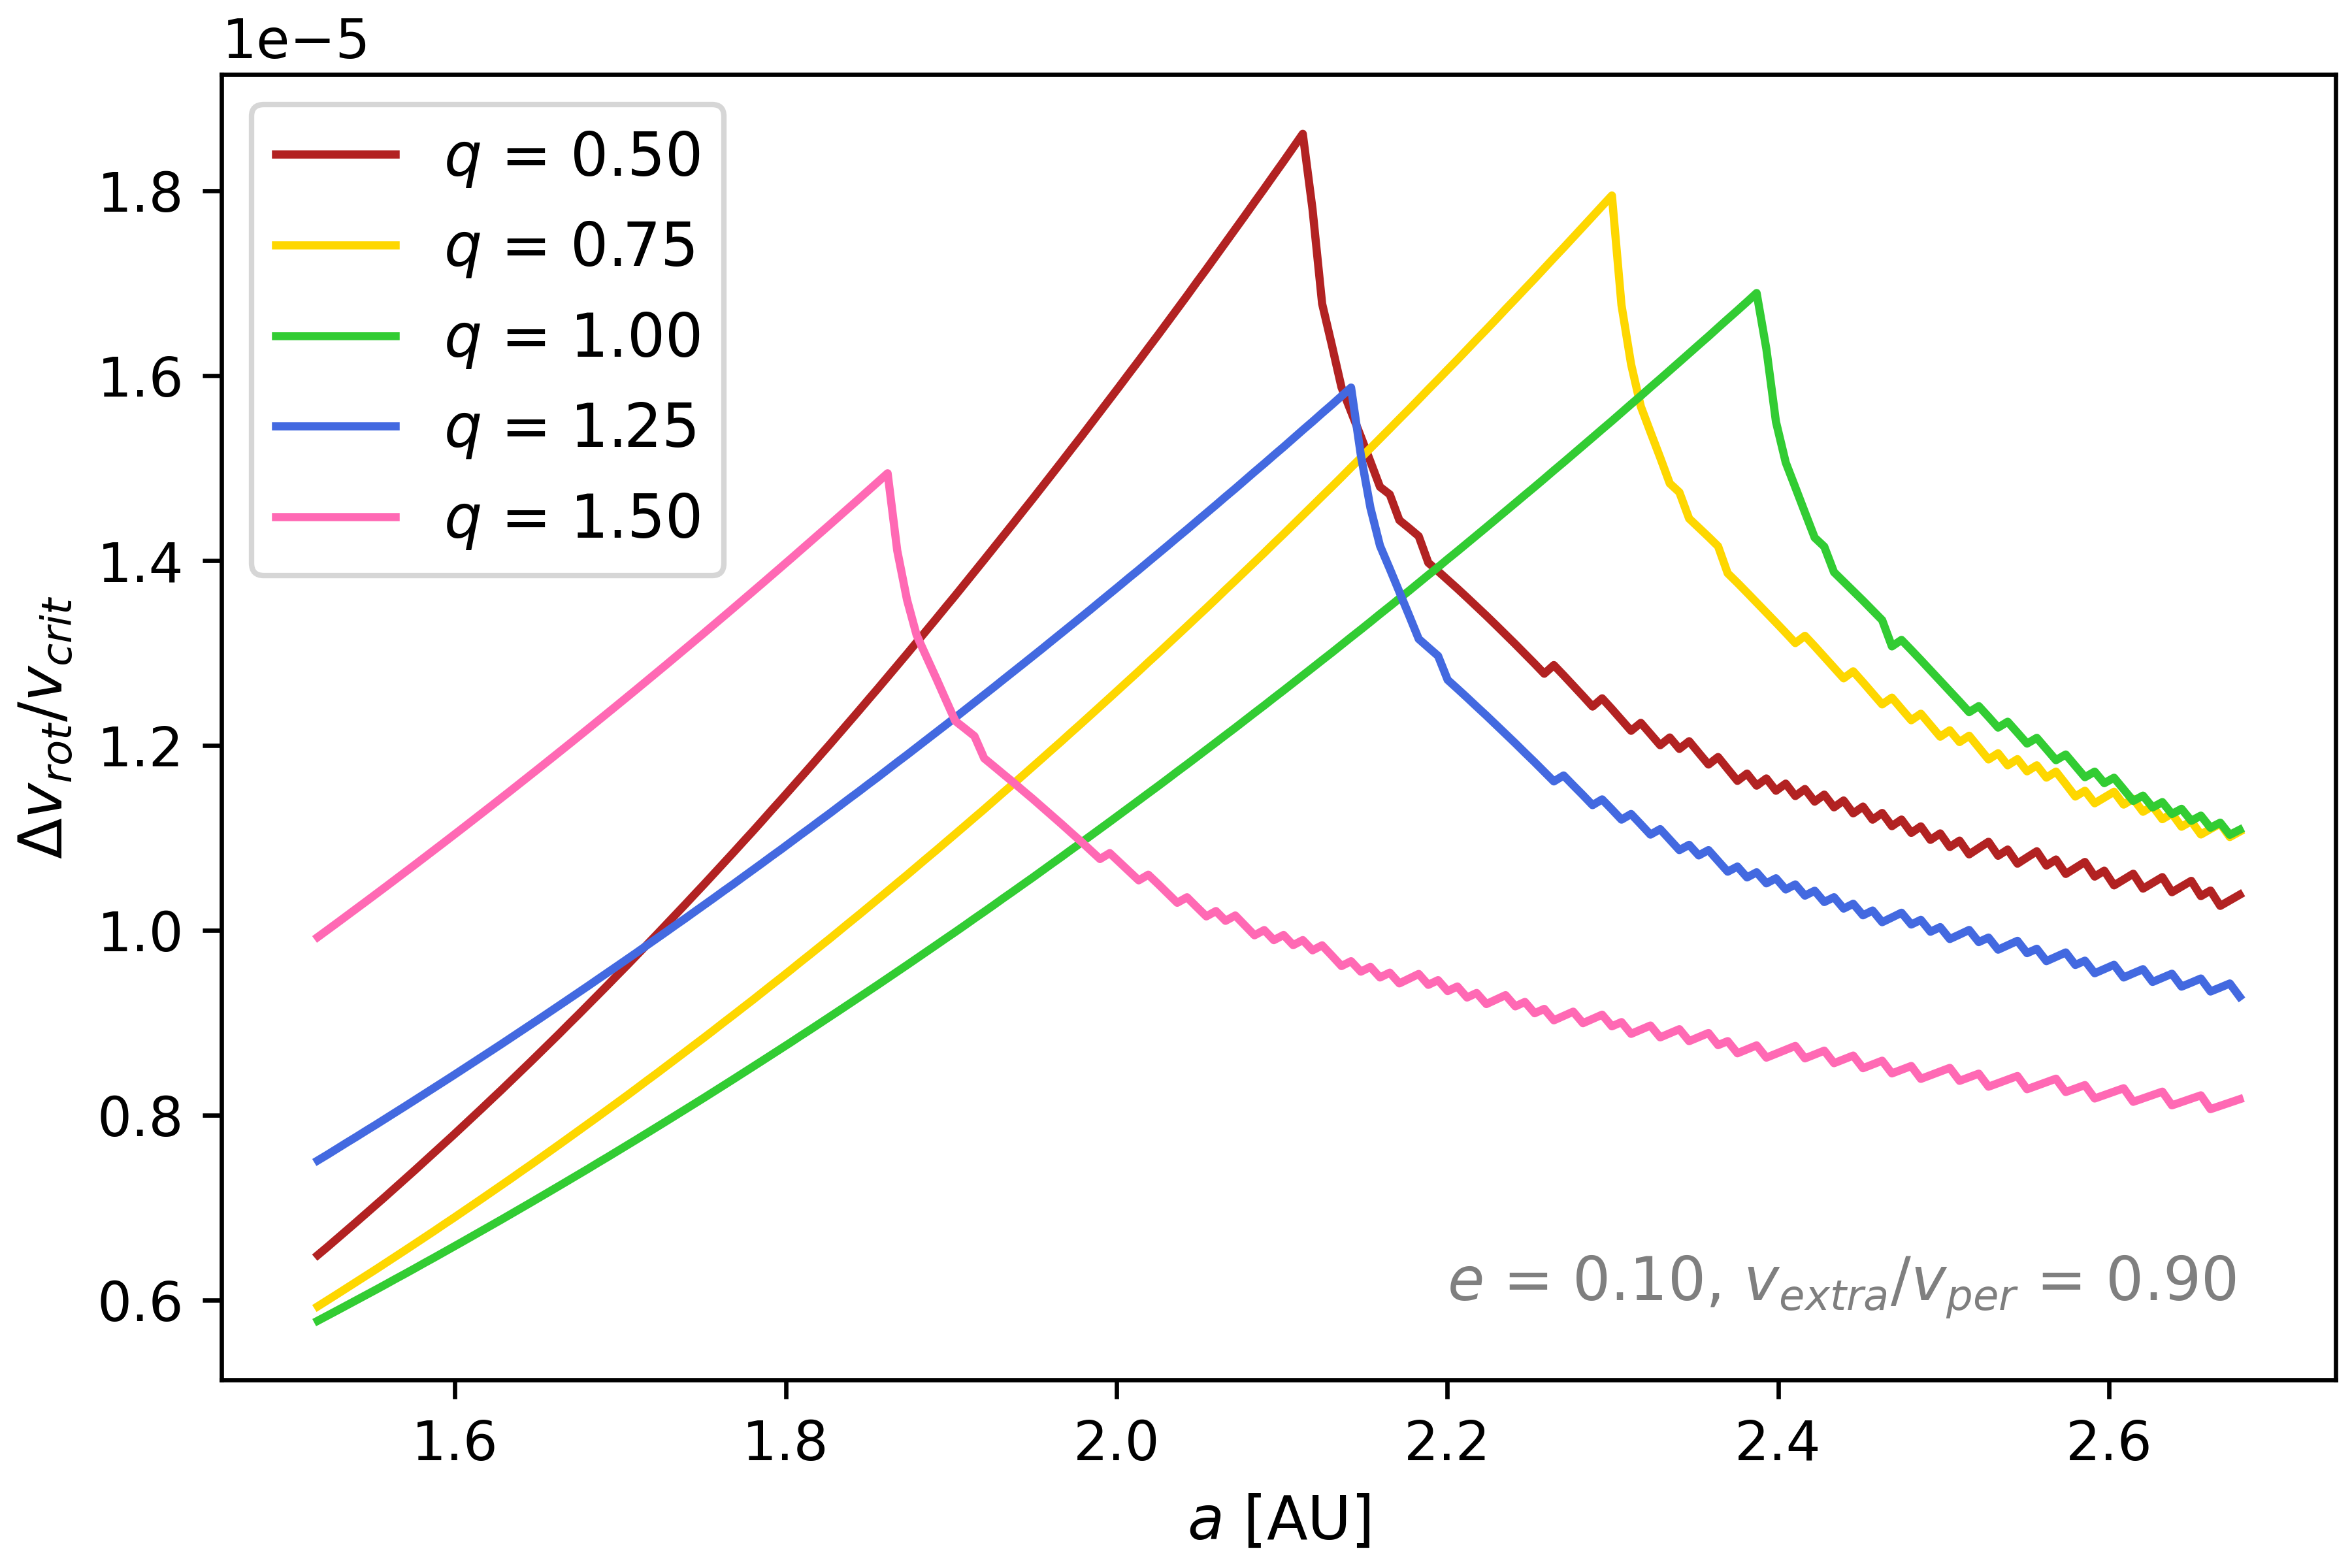 1e−5
Δv_rot/v_crit
1.8
1.6
1.4
1.2
1.0
0.8
0.6
q = 0.50
q = 0.75
q = 1.00
q = 1.25
q = 1.50
e = 0.10, v_extra/v_per = 0.90
1.6 1.8 2.0 2.2 2.4 2.6
a [AU]